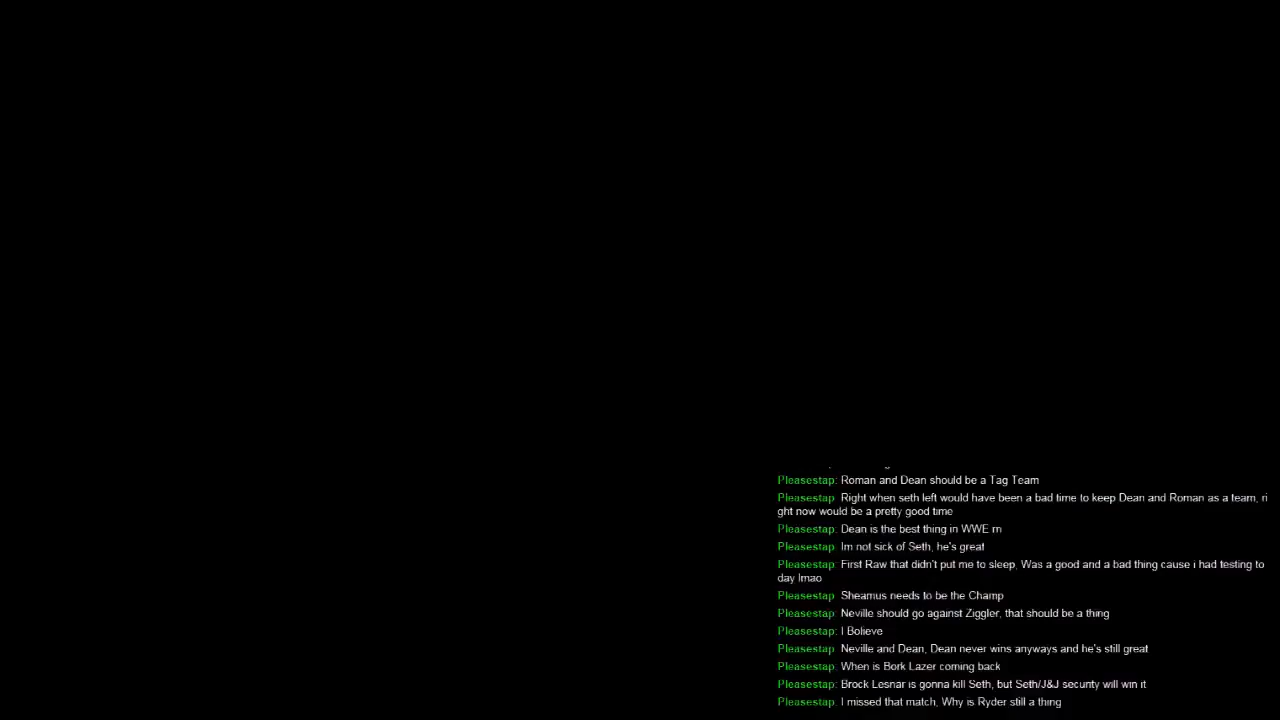 Pleasestap: Roman and Dean should be a Tag Team
Pleasestap: Right when seth left would have been a bad time to keep Dean and Roman as a team, ri
ght now would be a pretty good time
Pleasestap: Dean is the best thing in WWE rn
Pleasestap: Im not sick of Seth, he's great
Pleasestap: First Raw that didn't put me to sleep, Was a good and a bad thing cause i had testing to
day lmao
Pleasestap: Sheamus needs to be the Champ
Pleasestap: Neville should go against Ziggler, that should be a thing
Pleasestap: I Bolieve
Pleasestap: Neville and Dean, Dean never wins anyways and he's still great
Pleasestap: When is Bork Lazer coming back
Pleasestap: Brock Lesnar is gonna kill Seth, but Seth/J&J security will win it
Pleasestap: I missed that match, Why is Ryder still a thing